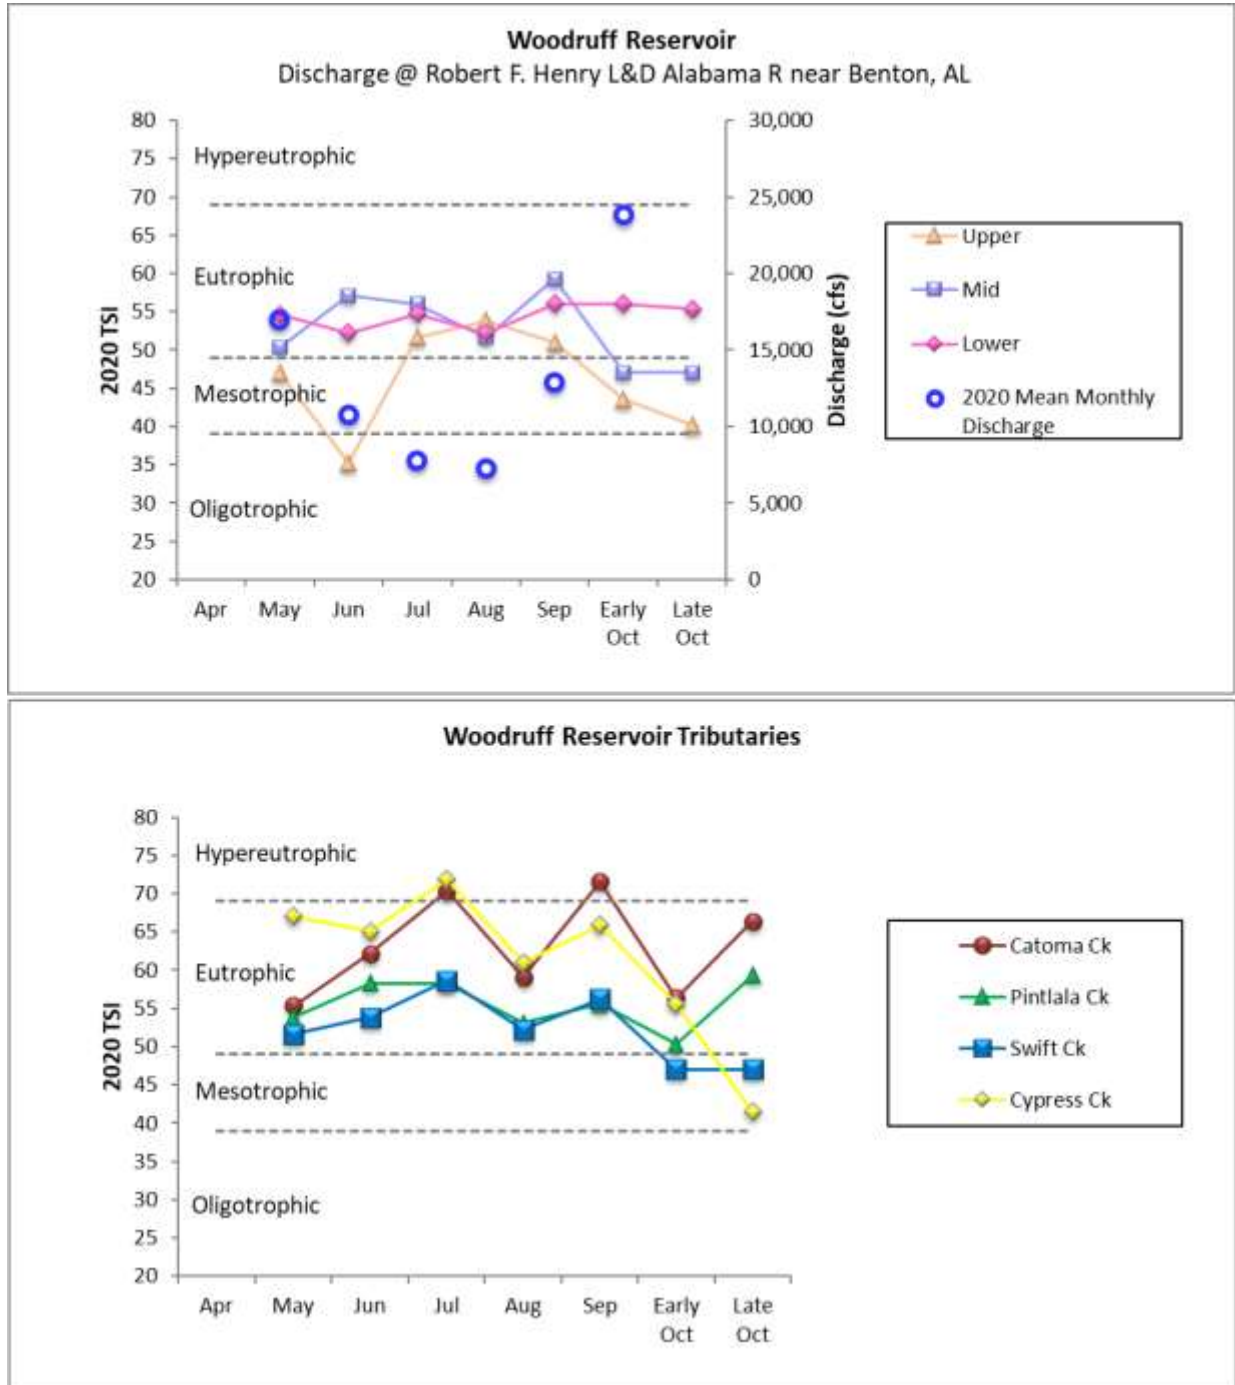 Woodruff Reservoir
Discharge @ Robert F. Henry L&D Alabama R near Benton, AL
80
75
70
65
60
55
50
45
40
35
30
25
20
2020 TSI
Hypereutrophic
Eutrophic
Mesotrophic
Oligotrophic
30,000
25,000
20,000
15,000
10,000
5,000
0
Discharge (cfs)
Apr May Jun Jul Aug Sep Early Late
Oct Oct
Upper
Mid
Lower
2020 Mean Monthly
Discharge
Woodruff Reservoir Tributaries
80
75
70
65
60
55
50
45
40
35
30
25
20
2020 TSI
Hypereutrophic
Eutrophic
Mesotrophic
Oligotrophic
Apr May Jun Jul Aug Sep Early Late
Oct Oct
Catoma Ck
Pintlala Ck
Swift Ck
Cypress Ck